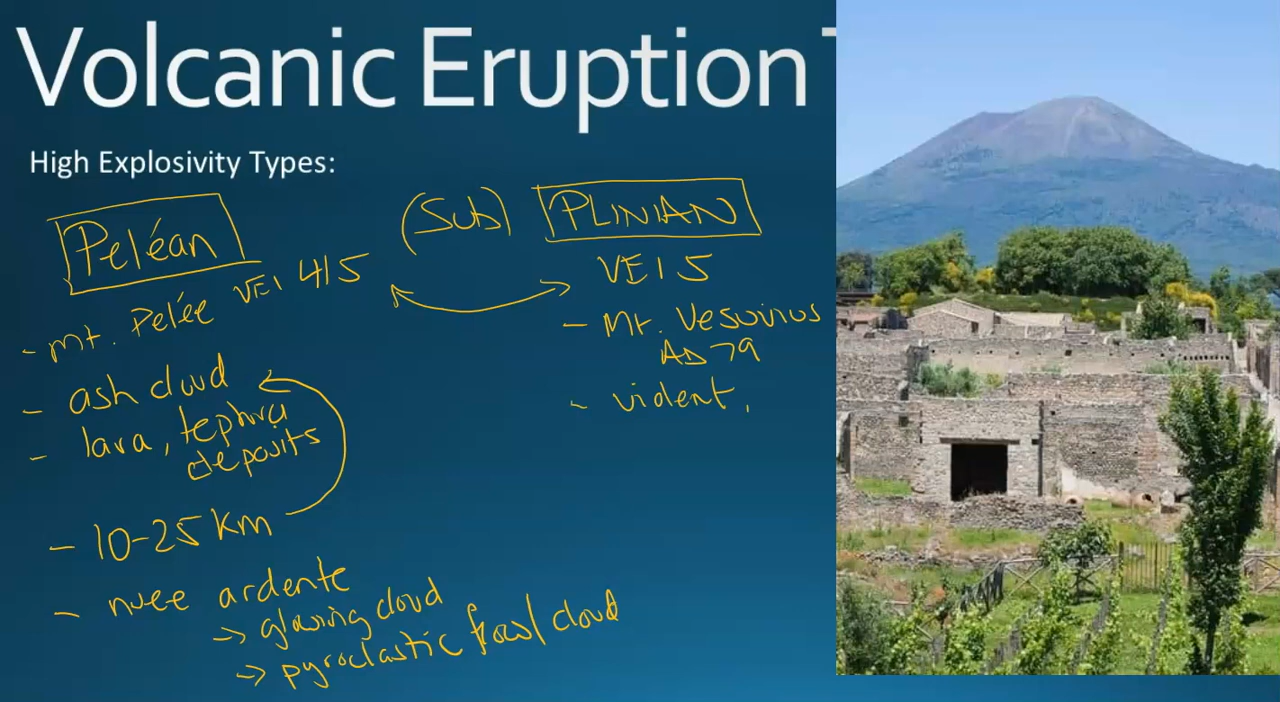 Volcanic Eruption
High Explosivity Types:
Peléan
VEI 4/5
- Mt. Pelée
- ash cloud
- lava, tephra
deposits
- 10-25 km
- nuee ardente
-> glowing cloud
-> pyroclastic flow/cloud
(Sub) PLINIAN
VEI 5
- Mt. Vesuvius
AD 79
- violent,